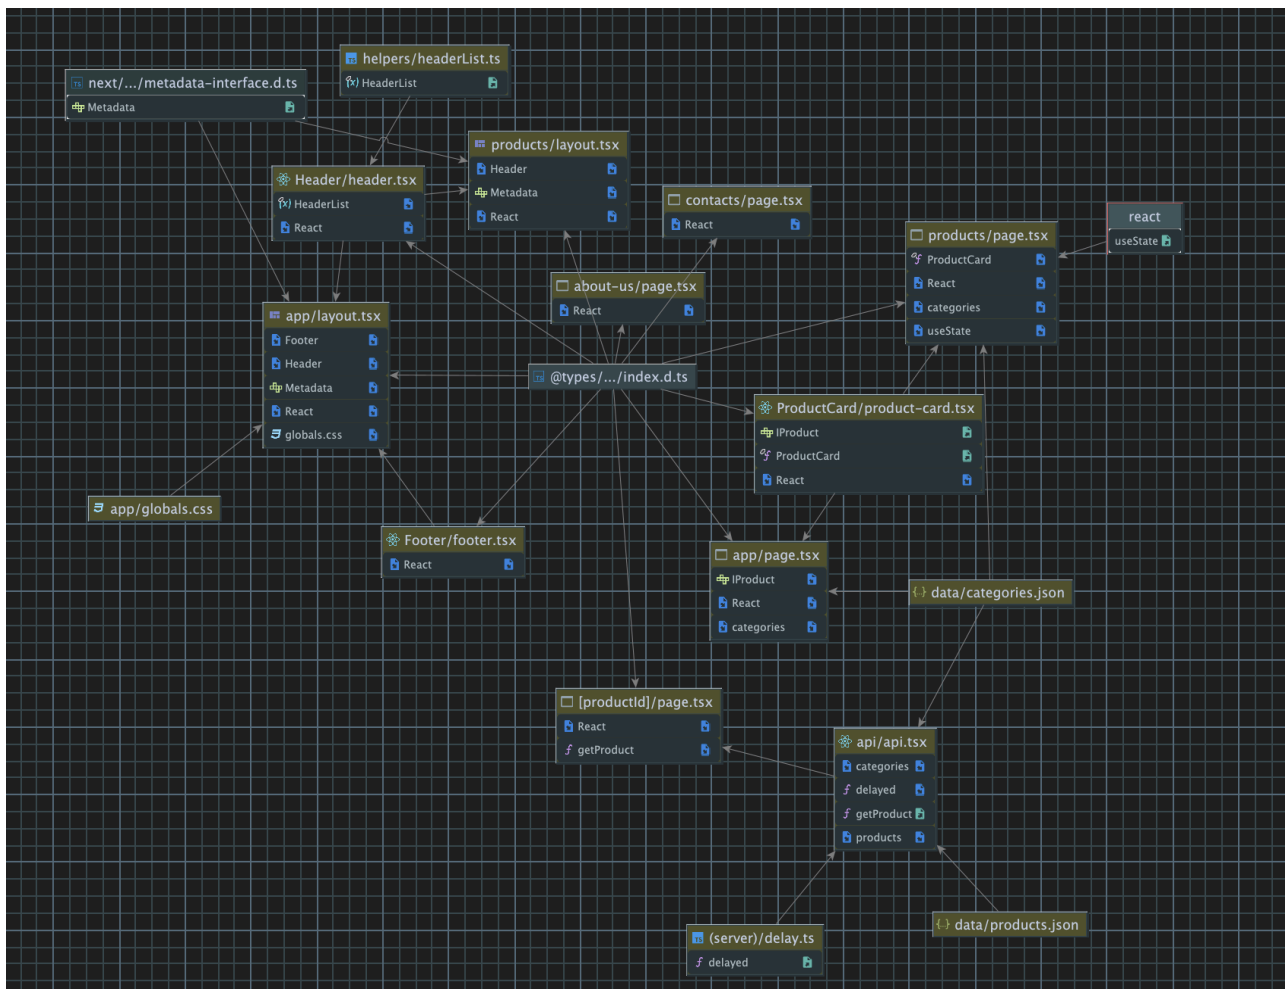 helpers/headerList.ts
HeaderList
next/.../metadata-interface.d.ts
Metadata
products/layout.tsx
Header
Metadata
React
Header/header.tsx
HeaderList
React
contacts/page.tsx
React
products/page.tsx
ProductCard
React
categories
useState
react
useState
about-us/page.tsx
React
app/layout.tsx
Footer
Header
Metadata
React
globals.css
@types/.../index.d.ts
ProductCard/product-card.tsx
IProduct
ProductCard
React
app/globals.css
Footer/footer.tsx
React
app/page.tsx
IProduct
React
categories
data/categories.json
[productId]/page.tsx
React
getProduct
api/api.tsx
categories
delayed
getProduct
products
(server)/delay.ts
delayed
data/products.json